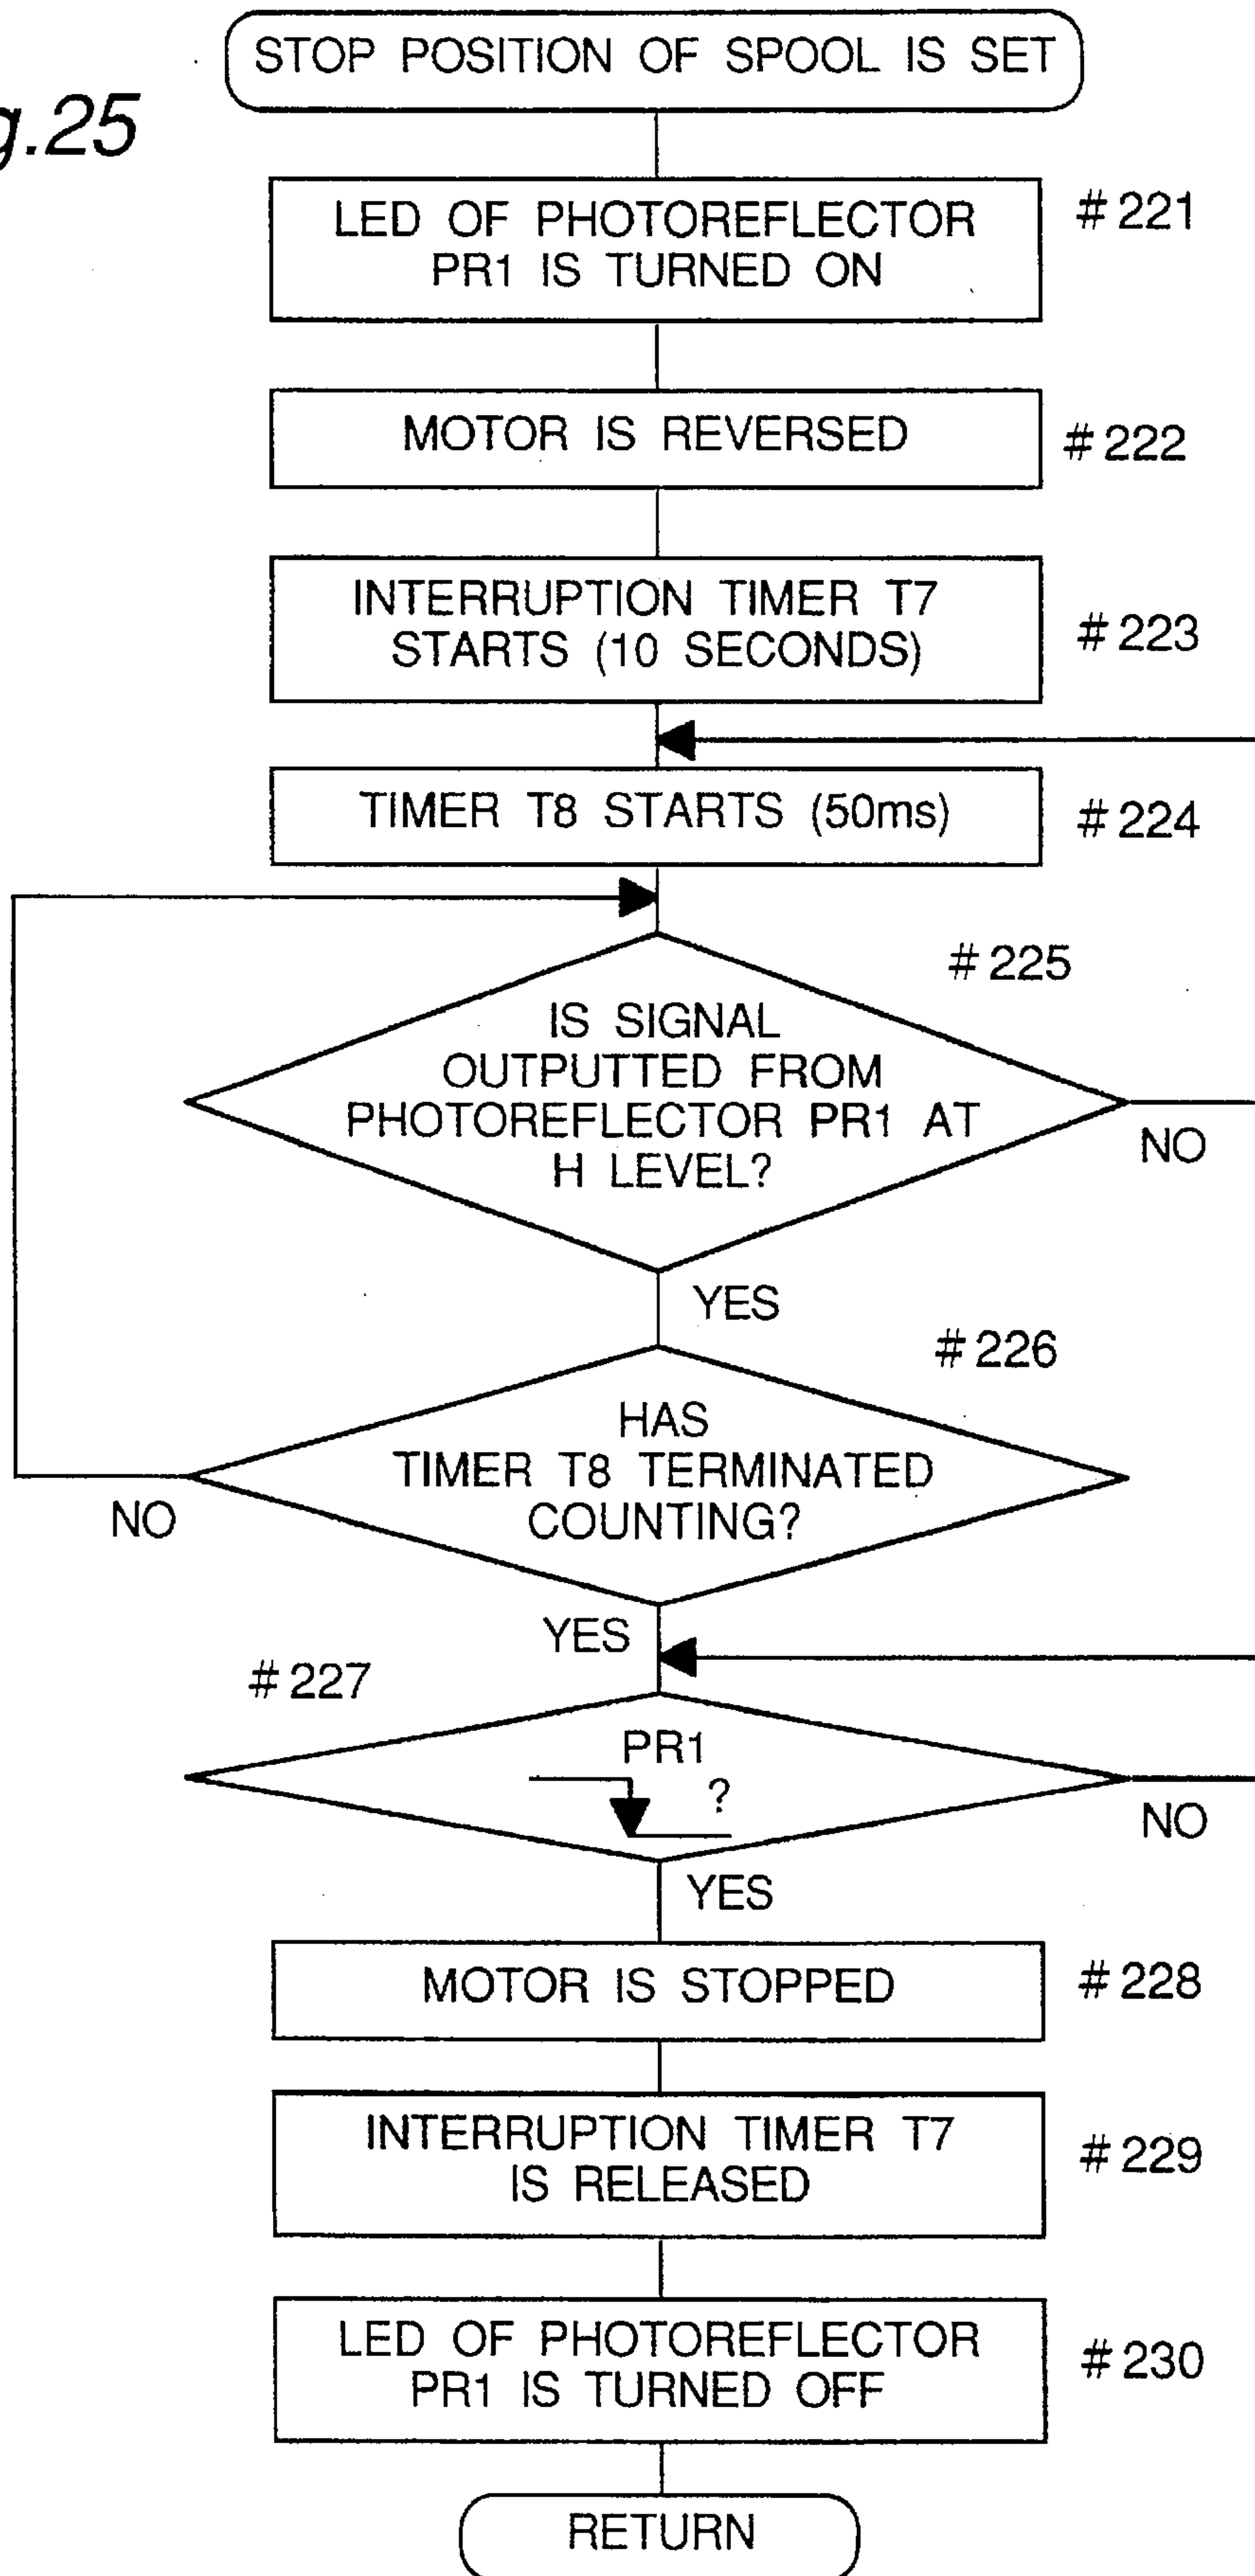 STOP POSITION OF SPOOL IS SET
g.25
LED OF PHOTOREFLECTOR
PR1 IS TURNED ON
#221
MOTOR IS REVERSED
#222
INTERRUPTION TIMER T7
STARTS (10 SECONDS)
#223
TIMER T8 STARTS (50ms)
#224
#225
IS SIGNAL
OUTPUTTED FROM
PHOTOREFLECTOR PR1 AT
H LEVEL?
NO
YES
#226
HAS
TIMER T8 TERMINATED
COUNTING?
NO
YES
#227
PR1
?
NO
YES
MOTOR IS STOPPED
#228
INTERRUPTION TIMER T7
IS RELEASED
#229
LED OF PHOTOREFLECTOR
PR1 IS TURNED OFF
#230
RETURN